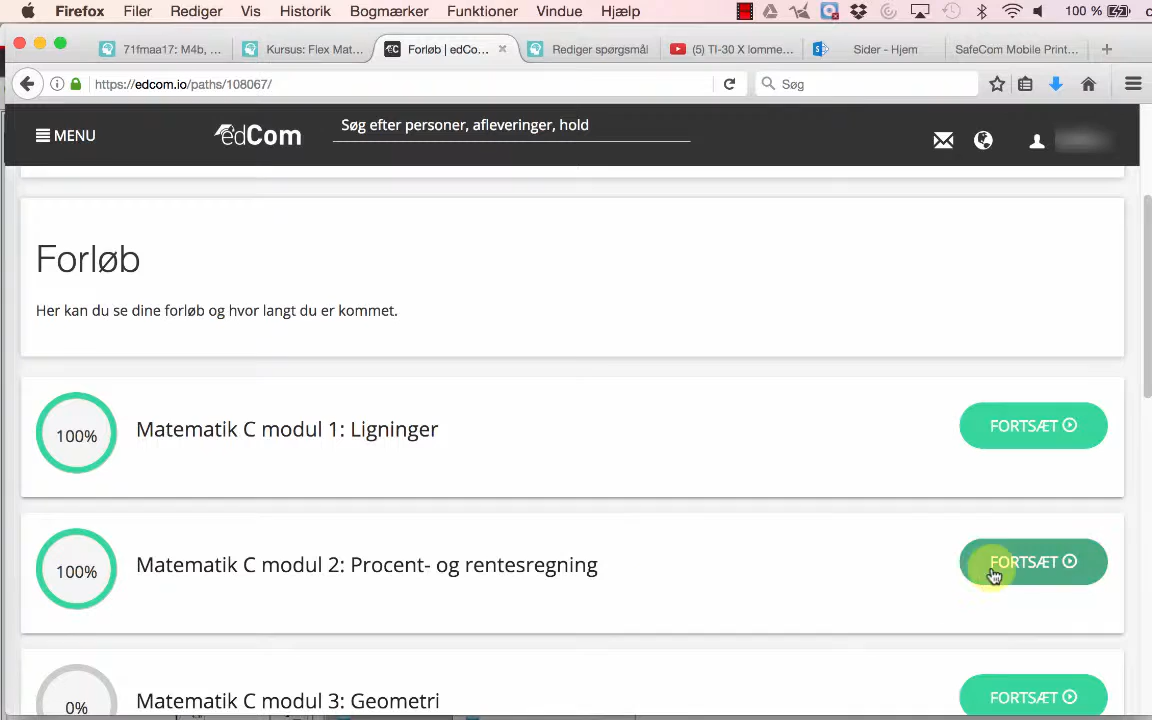 Firefox Filer Rediger Vis Historik Bogmærker Funktioner Vindue Hjælp 100 %
71fmaa17: M4b, ... Kursus: Flex Mat... Forløb | edCo... Rediger spørgsmål (5) TI-30 X lomme... Sider - Hjem SafeCom Mobile Print...
https://edcom.io/paths/108067/ Søg
MENU edCom Søg efter personer, afleveringer, hold
Forløb
Her kan du se dine forløb og hvor langt du er kommet.
100% Matematik C modul 1: Ligninger FORTSÆT
100% Matematik C modul 2: Procent- og rentesregning FORTSÆT
0% Matematik C modul 3: Geometri FORTSÆT